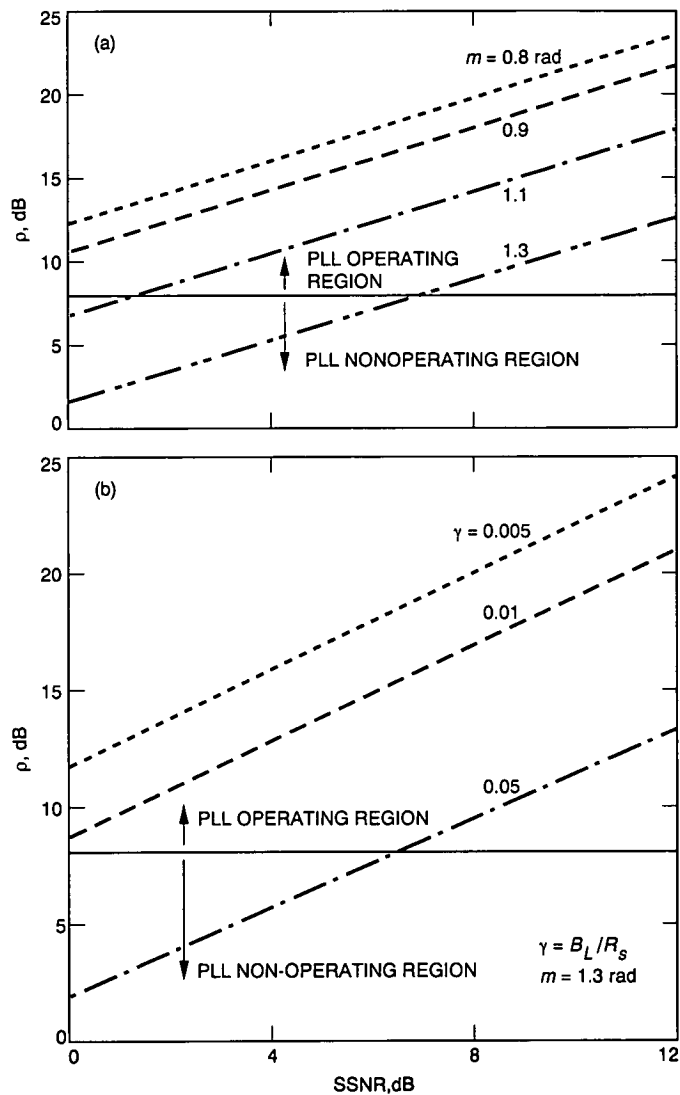 25
(a)
m = 0.8 rad
20
0.9
15
1.1
ρ, dB
1.3
PLL OPERATING
REGION
10
5
PLL NONOPERATING REGION
0
25
(b)
γ = 0.005
20
0.01
15
ρ, dB
0.05
10
PLL OPERATING REGION
5
γ = B_L/R_s
PLL NON-OPERATING REGION
m = 1.3 rad
0
0 4 8 12
SSNR,dB